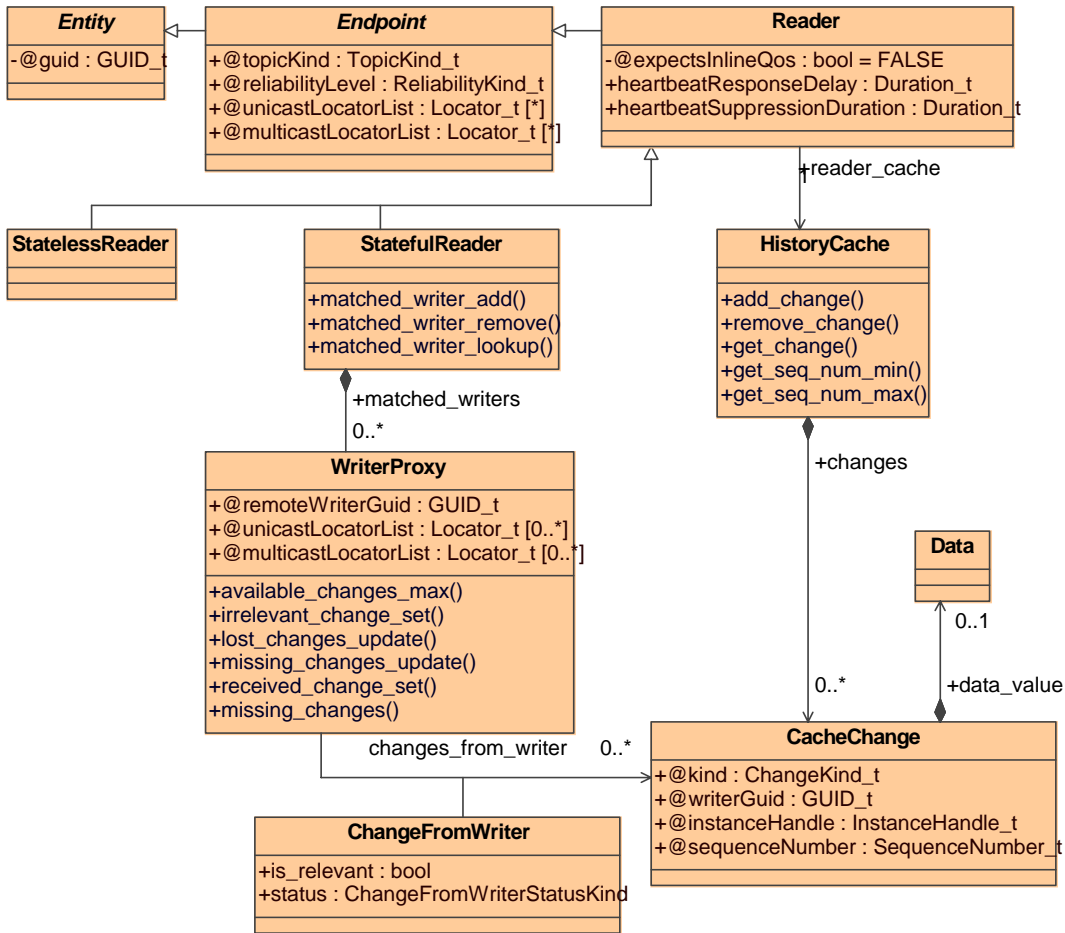 Entity
-@guid : GUID_t
Endpoint
+@topicKind : TopicKind_t
+@reliabilityLevel : ReliabilityKind_t
+@unicastLocatorList : Locator_t [*]
+@multicastLocatorList : Locator_t [*]
Reader
-@expectsInlineQos : bool = FALSE
+heartbeatResponseDelay : Duration_t
+heartbeatSuppressionDuration : Duration_t
+reader_cache
1
StatelessReader
StatefulReader
+matched_writer_add()
+matched_writer_remove()
+matched_writer_lookup()
HistoryCache
+add_change()
+remove_change()
+get_change()
+get_seq_num_min()
+get_seq_num_max()
+matched_writers
0..*
WriterProxy
+@remoteWriterGuid : GUID_t
+@unicastLocatorList : Locator_t [0..*]
+@multicastLocatorList : Locator_t [0..*]
+available_changes_max()
+irrelevant_change_set()
+lost_changes_update()
+missing_changes_update()
+received_change_set()
+missing_changes()
+changes
0..*
Data
0..1
+data_value
changes_from_writer
0..*
CacheChange
+@kind : ChangeKind_t
+@writerGuid : GUID_t
+@instanceHandle : InstanceHandle_t
+@sequenceNumber : SequenceNumber_t
ChangeFromWriter
+is_relevant : bool
+status : ChangeFromWriterStatusKind